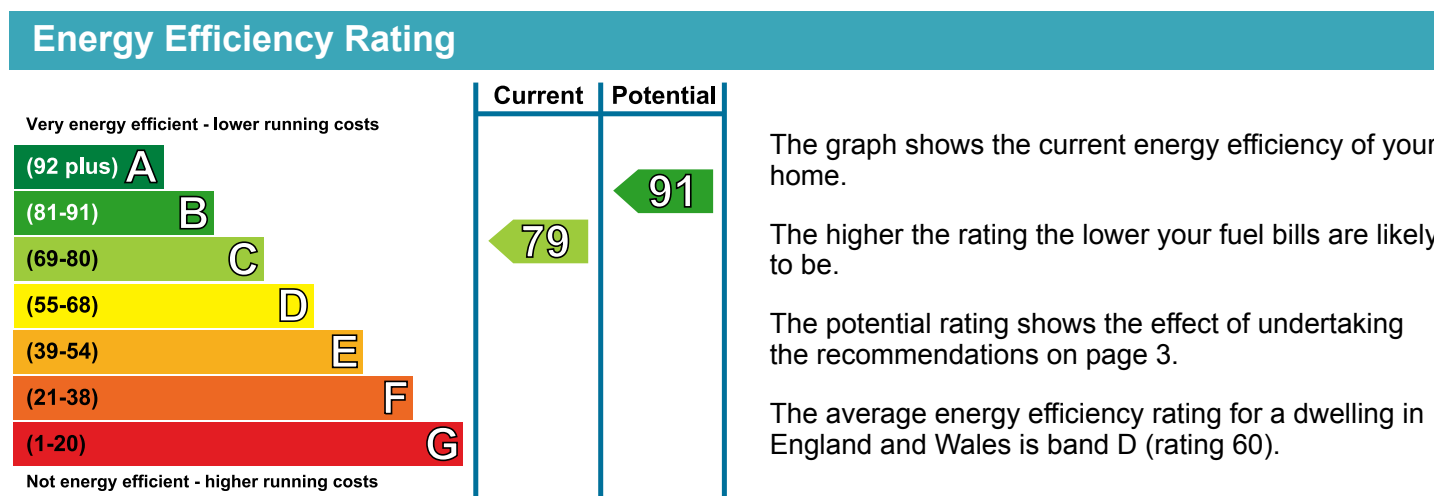 Energy Efficiency Rating
Current Potential
Very energy efficient - lower running costs
(92 plus) A
(81-91) B
(69-80) C
(55-68) D
(39-54) E
(21-38) F
(1-20) G
Not energy efficient - higher running costs
79
91
The graph shows the current energy efficiency of your
home.
The higher the rating the lower your fuel bills are likely
to be.
The potential rating shows the effect of undertaking
the recommendations on page 3.
The average energy efficiency rating for a dwelling in
England and Wales is band D (rating 60).